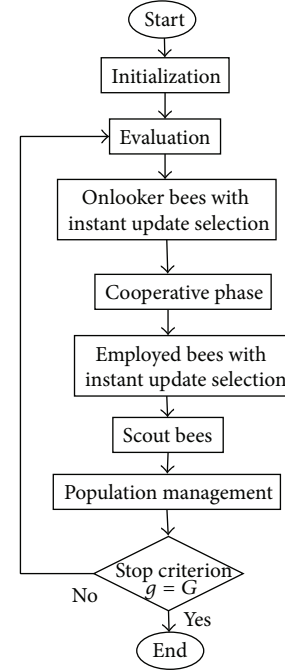 Start
Initialization
Evaluation
Onlooker bees with
instant update selection
Cooperative phase
Employed bees with
instant update selection
Scout bees
Population management
Stop criterion
g = G
No
Yes
End